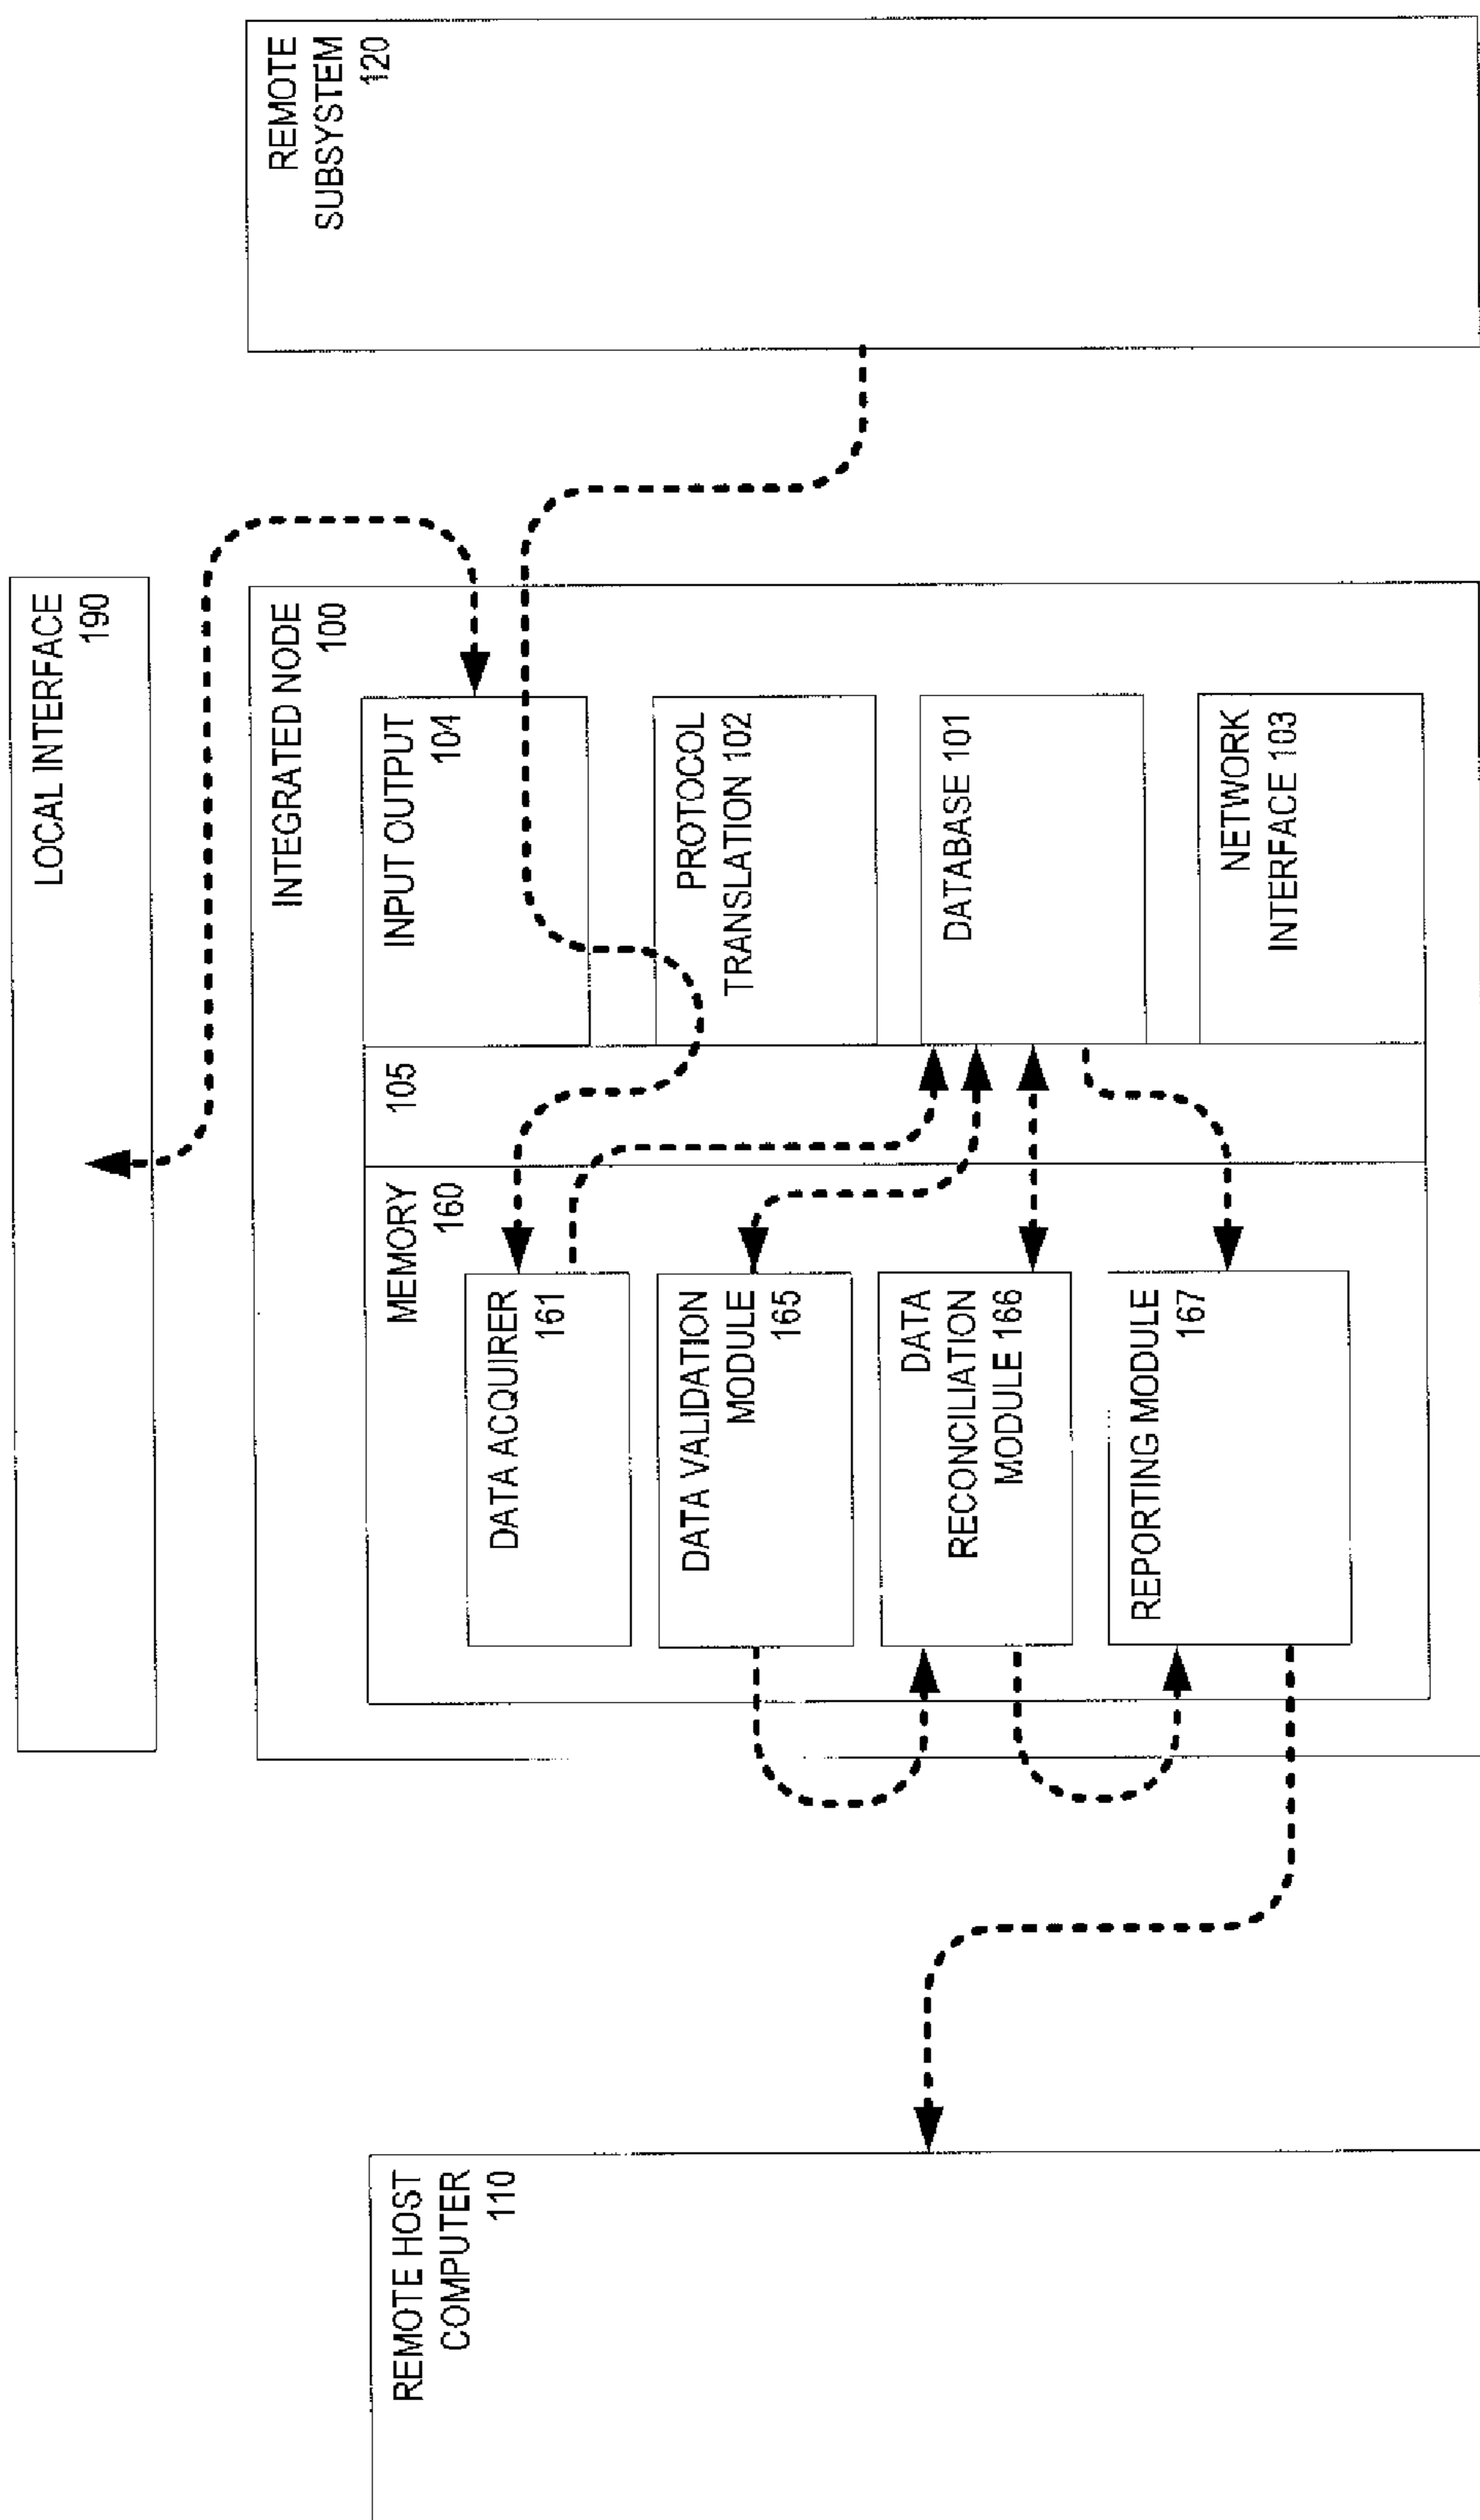 LOCAL INTERFACE
190
REMOTE HOST
COMPUTER
110
INTEGRATED NODE
100
MEMORY
160
105
DATA ACQUIRER
161
DATA VALIDATION
MODULE
165
DATA
RECONCILIATION
MODULE 166
REPORTING MODULE
167
INPUT OUTPUT
104
PROTOCOL
TRANSLATION 102
DATABASE 101
NETWORK
INTERFACE 103
REMOTE
SUBSYSTEM
120